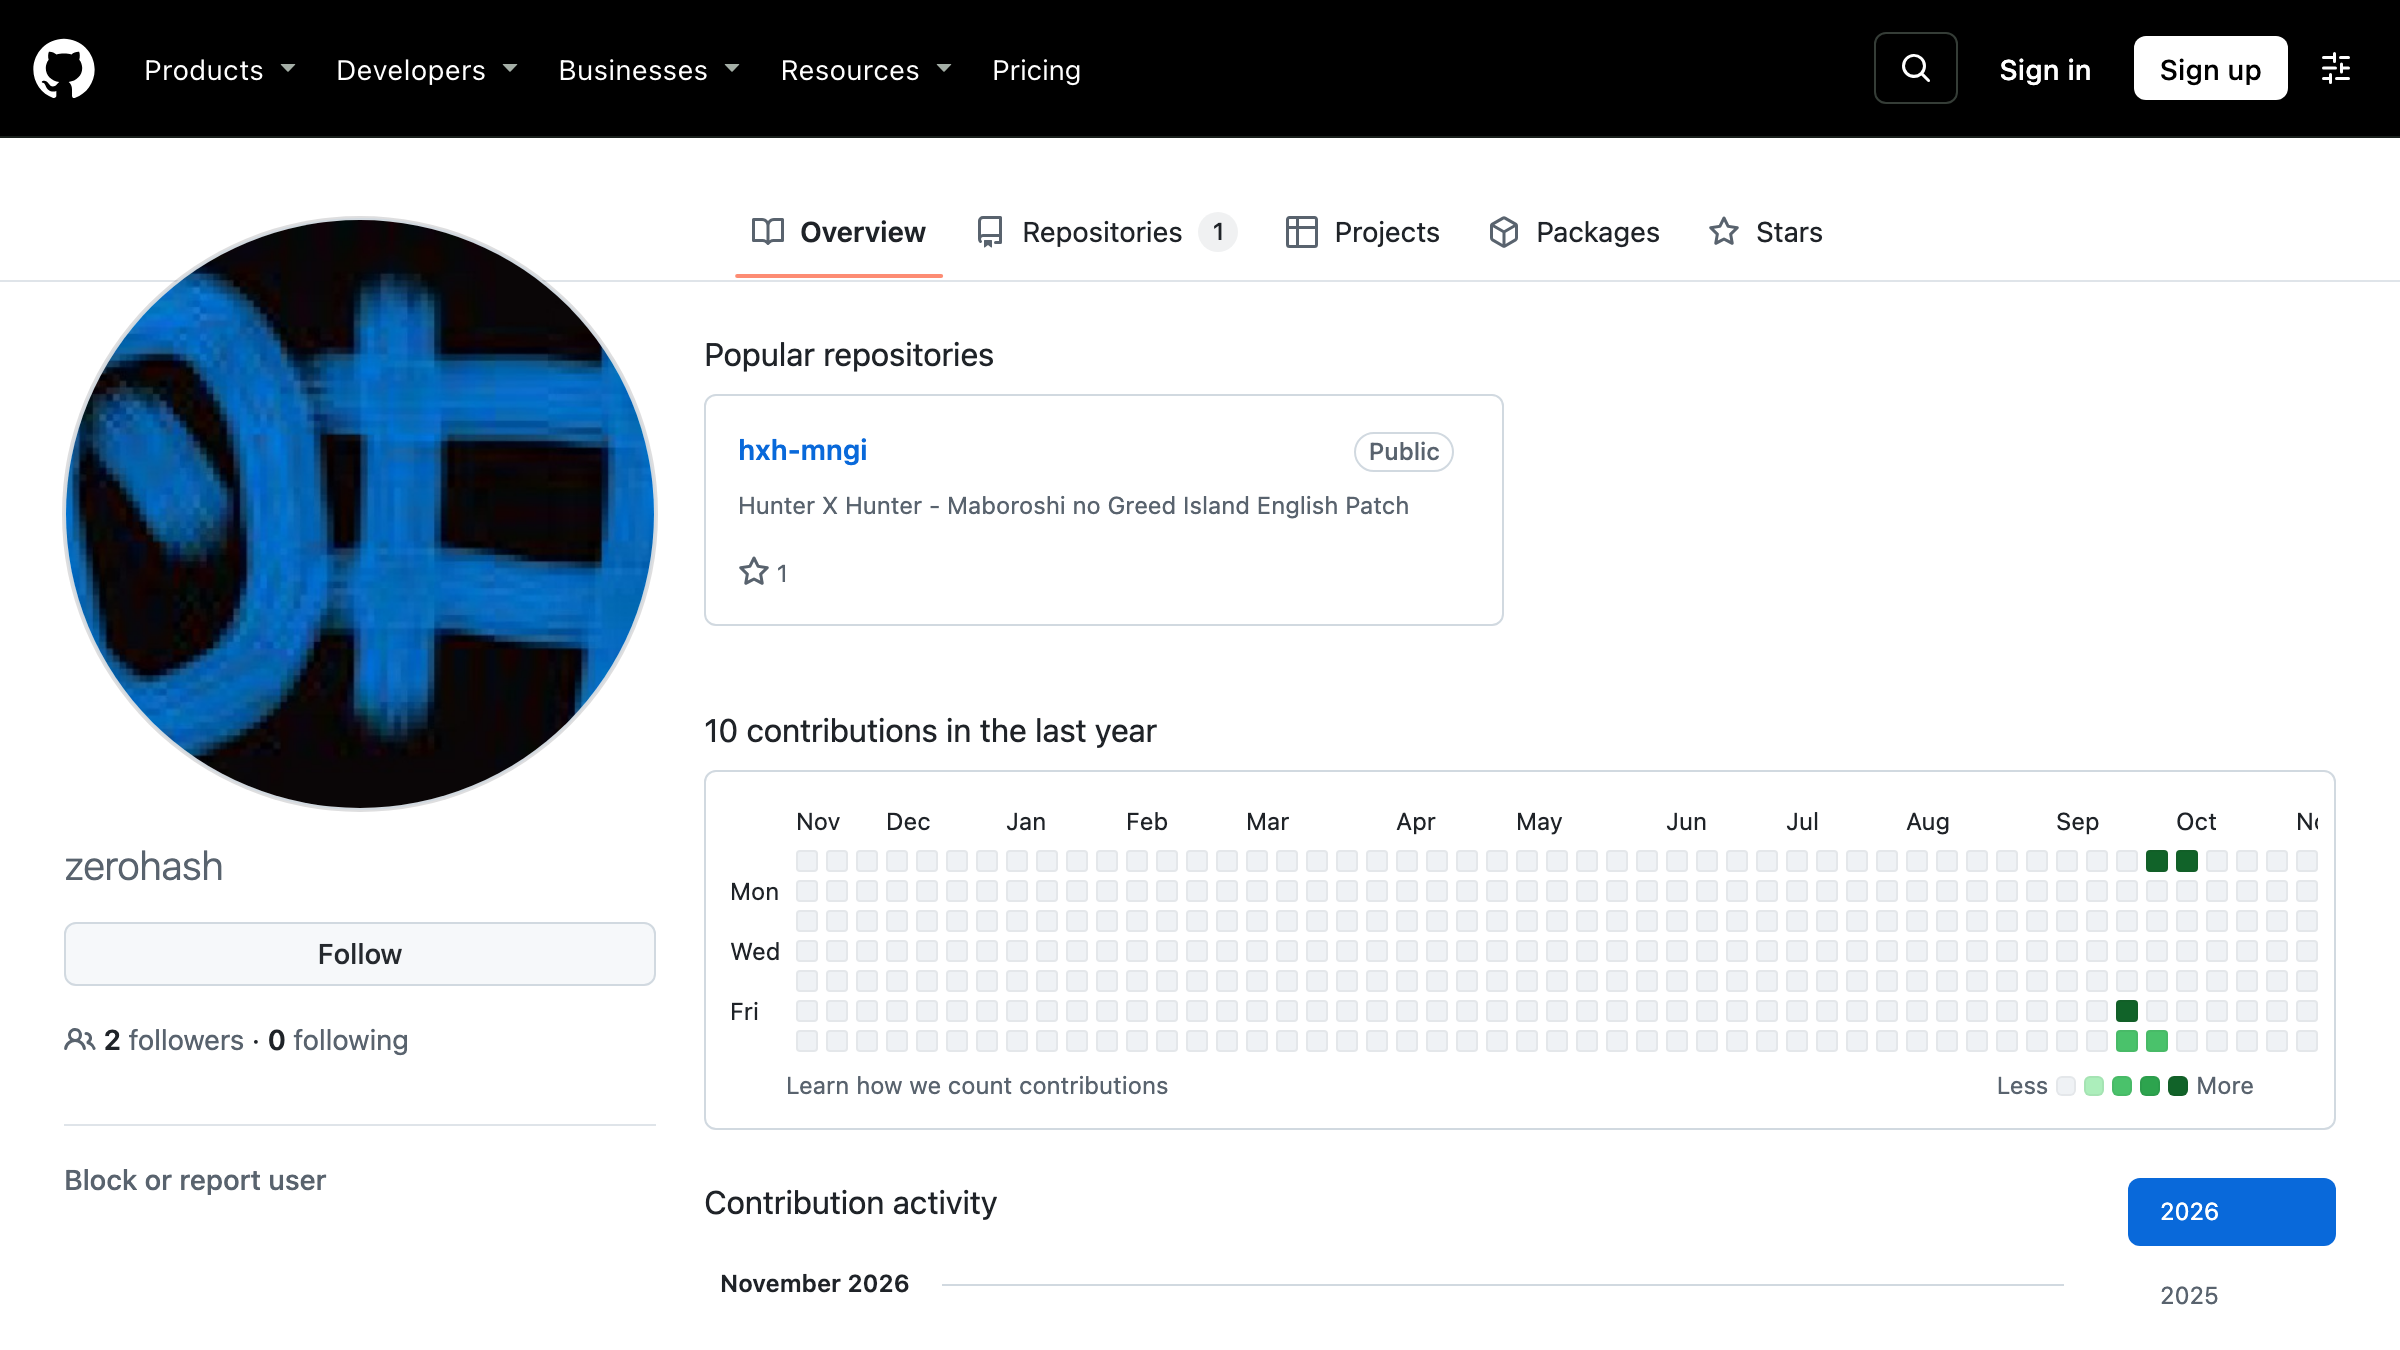 Products Developers Businesses Resources Pricing Sign in Sign up
Overview Repositories 1 Projects Packages Stars
zerohash
Follow
2 followers · 0 following
Block or report user
Popular repositories
hxh-mngi Public
Hunter X Hunter - Maboroshi no Greed Island English Patch
1
10 contributions in the last year
Nov Dec Jan Feb Mar Apr May Jun Jul Aug Sep Oct
Mon
Wed
Fri
Learn how we count contributions Less More
Contribution activity
2026
November 2026
2025